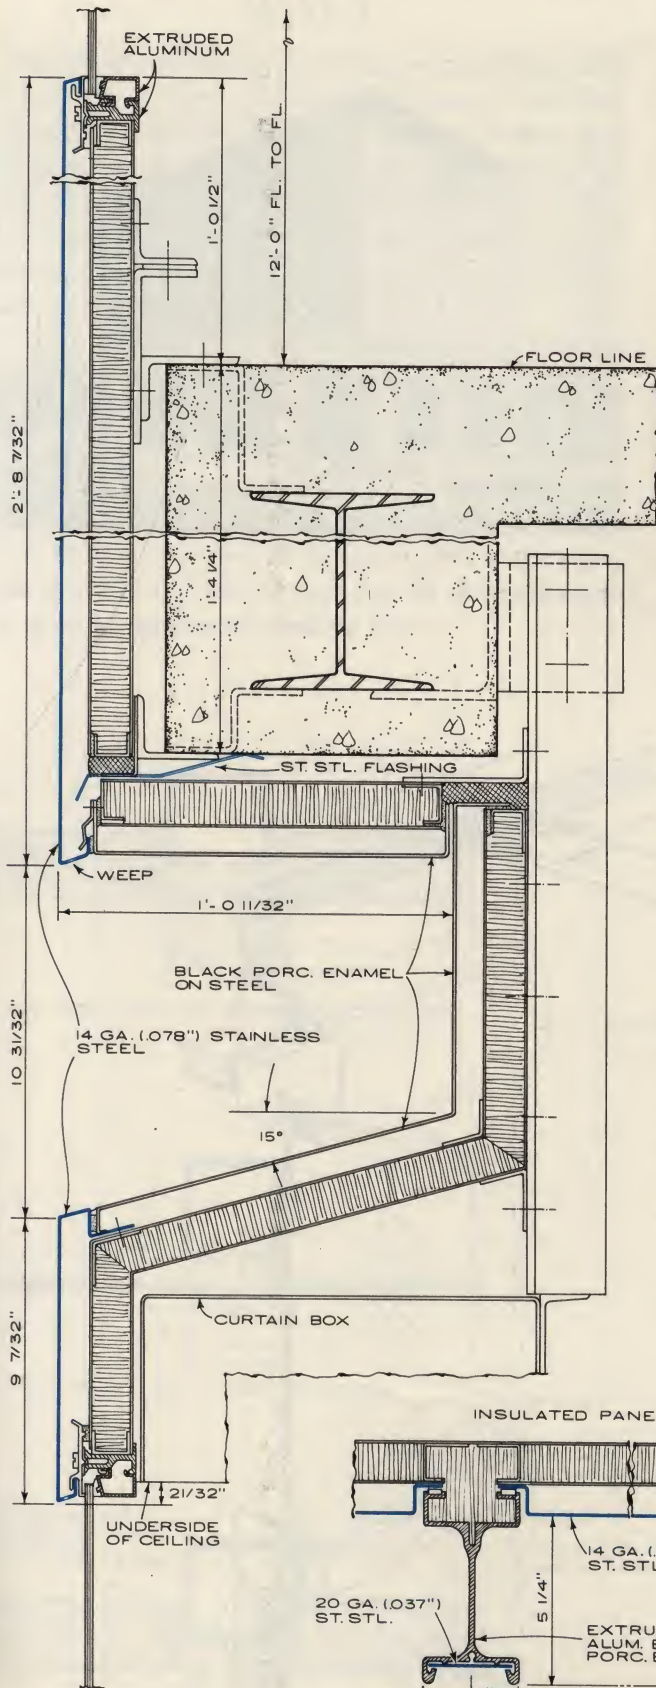 EXTRUDED
ALUMINUM
1'-0 1/2"
12'-0" FL. TO FL.
FLOOR LINE
2'-8 7/32"
1'-4 1/4"
ST. STL. FLASHING
WEEP
1'-0 11/32"
BLACK PORC. ENAMEL
ON STEEL
10 31/32"
14 GA. (.078") STAINLESS
STEEL
15°
CURTAIN BOX
9 7/32"
INSULATED PANE
21/32"
UNDERSIDE
OF CEILING
14 GA. (.
ST. STL
5 1/4"
20 GA. (.037")
ST. STL.
EXTRU
ALUM.
PORC.